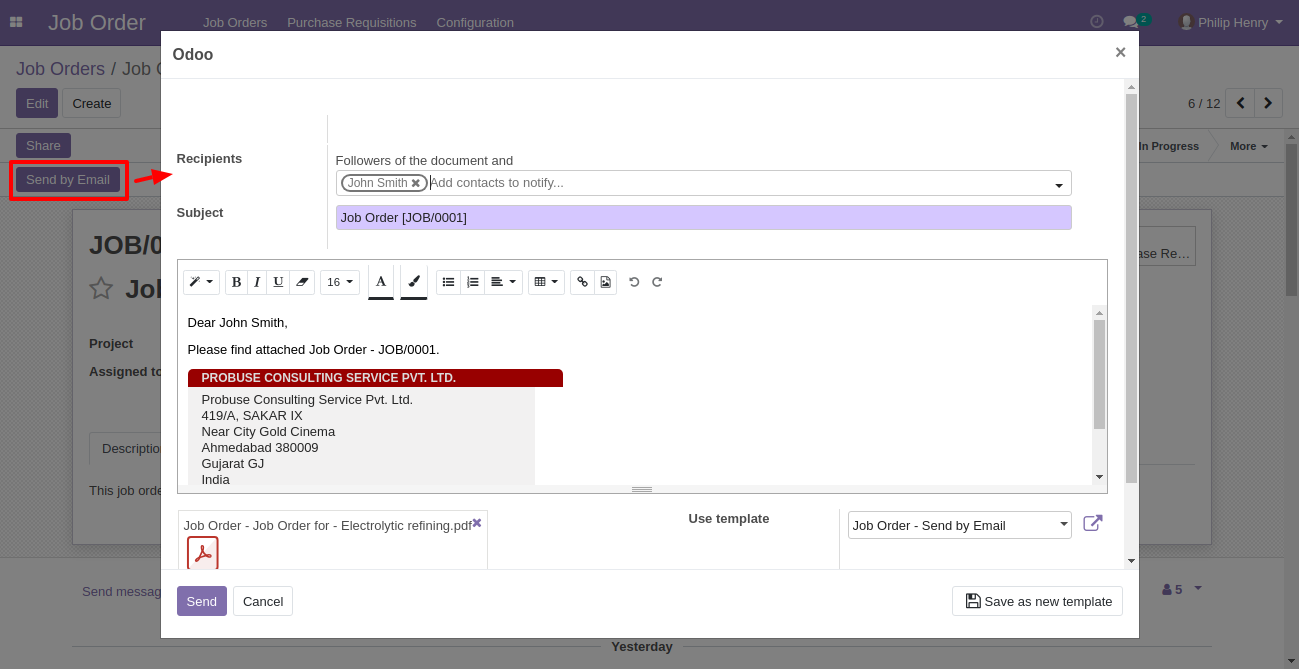 Job Order
Job Orders
Purchase Requisitions
Configuration
2
Philip Henry
Job Orders / Job
Edit
Create
6 / 12
Share
In Progress
More
Send by Email
JOB/0
Job
ase Re…
Project
Assigned to
Description
This job orde
Send messag
5
Yesterday
Odoo
×
Recipients
Followers of the document and
John Smith
Add contacts to notify...
Subject
Job Order [JOB/0001]
B I U
16
A
Dear John Smith,
Please find attached Job Order - JOB/0001.
PROBUSE CONSULTING SERVICE PVT. LTD.
Probuse Consulting Service Pvt. Ltd.
419/A, SAKAR IX
Near City Gold Cinema
Ahmedabad 380009
Gujarat GJ
India
Job Order - Job Order for - Electrolytic refining.pdf
Use template
Job Order - Send by Email
Send
Cancel
Save as new template